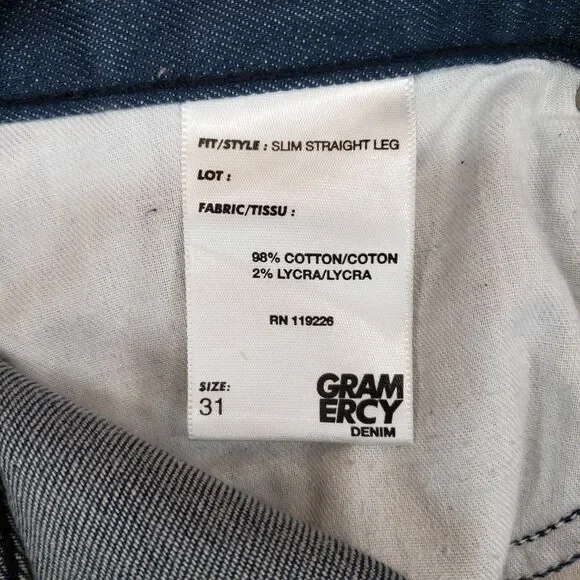 FIT/STYLE : SLIM STRAIGHT LEG
LOT :
FABRIC/TISSU :
98% COTTON/COTON
2% LYCRA/LYCRA
RN 119226
SIZE:
31
GRAM
ERCY
DENIM